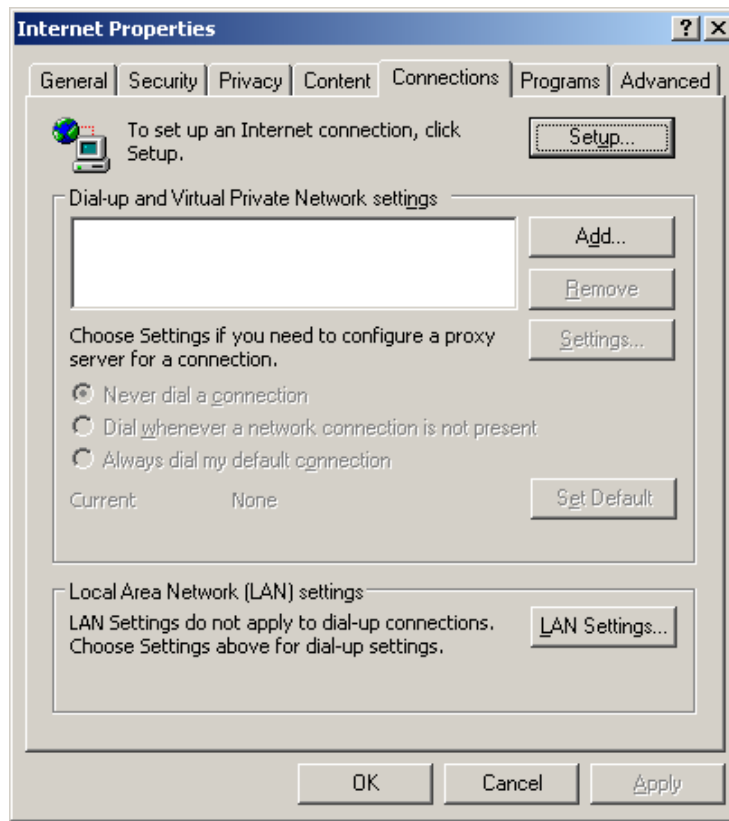 Internet Properties
General Security Privacy Content Connections Programs Advanced
To set up an Internet connection, click
Setup.
Setup...
Dial-up and Virtual Private Network settings
Add...
Remove
Choose Settings if you need to configure a proxy
server for a connection.
Settings...
Never dial a connection
Dial whenever a network connection is not present
Always dial my default connection
Current None
Set Default
Local Area Network (LAN) settings
LAN Settings do not apply to dial-up connections.
Choose Settings above for dial-up settings.
LAN Settings...
OK Cancel Apply